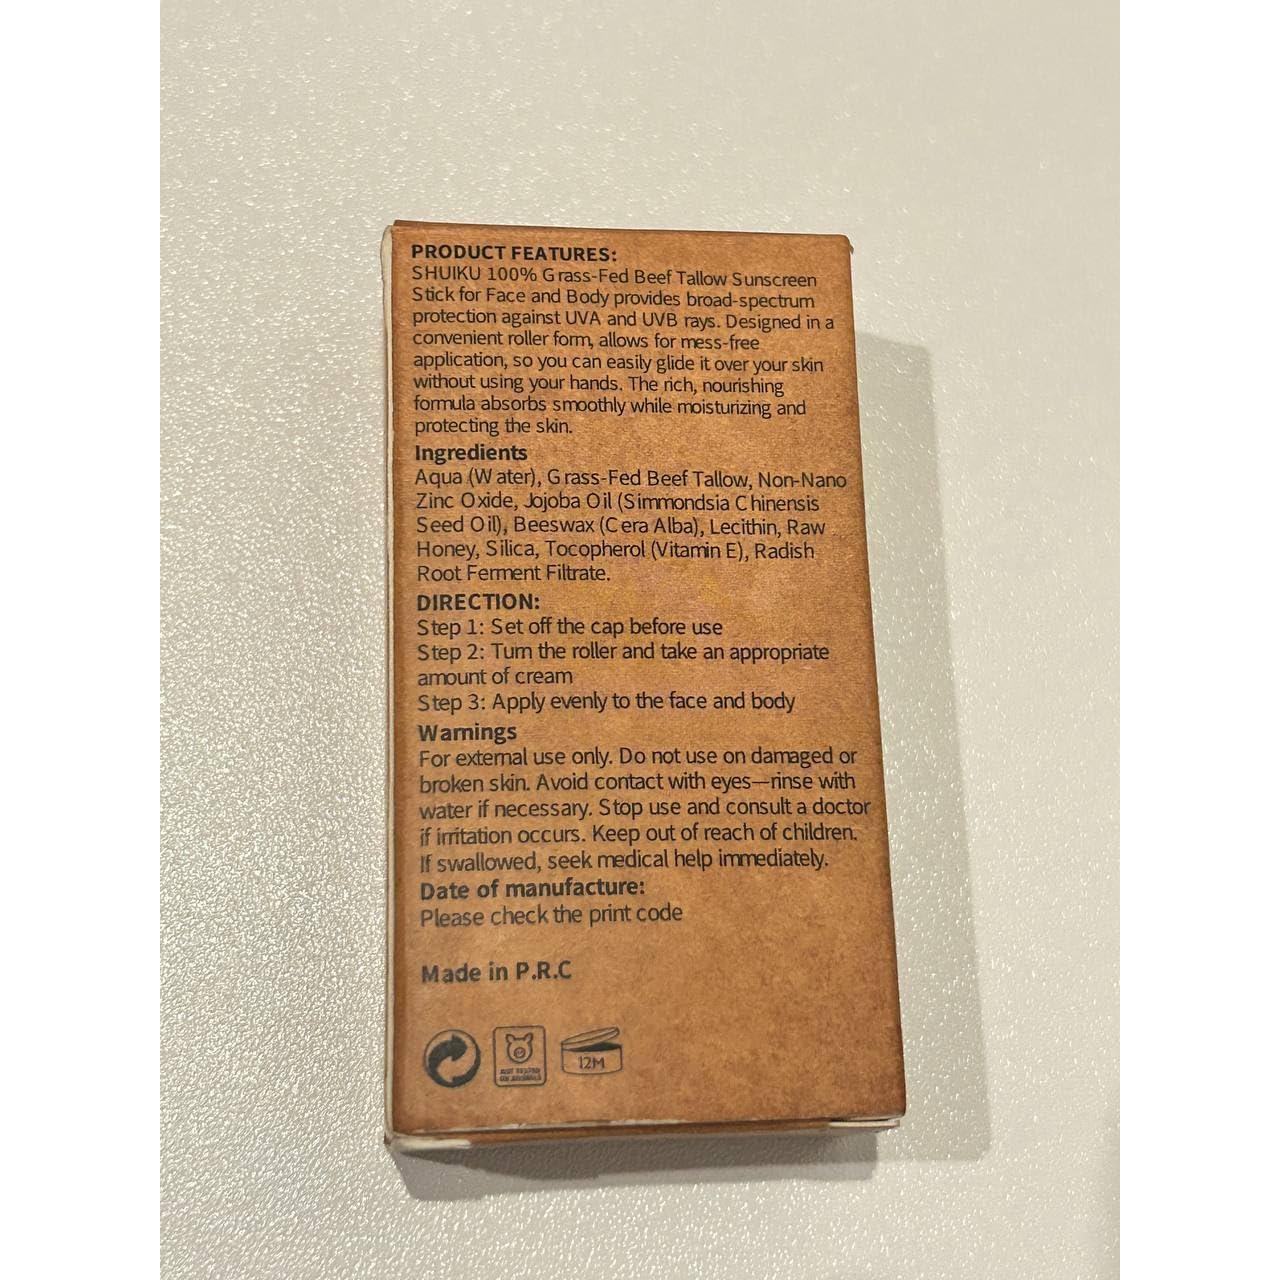 PRODUCT FEATURES:
SHUIKU 100% Grass-Fed Beef Tallow Sunscreen
Stick for Face and Body provides broad-spectrum
protection against UVA and UVB rays. Designed in a
convenient roller form, allows for mess-free
application, so you can easily glide it over your skin
without using your hands. The rich, nourishing
formula absorbs smoothly while moisturizing and
protecting the skin.
Ingredients
Aqua (Water), Grass-Fed Beef Tallow, Non-Nano
Zinc Oxide, Jojoba Oil (Simmondsia Chinensis
Seed Oil), Beeswax (Cera Alba), Lecithin, Raw
Honey, Silica, Tocopherol (Vitamin E), Radish
Root Ferment Filtrate.
DIRECTION:
Step 1: Set off the cap before use
Step 2: Turn the roller and take an appropriate
amount of cream
Step 3: Apply evenly to the face and body
Warnings
For external use only. Do not use on damaged or
broken skin. Avoid contact with eyes—rinse with
water if necessary. Stop use and consult a doctor
if irritation occurs. Keep out of reach of children.
If swallowed, seek medical help immediately.
Date of manufacture:
Please check the print code
Made in P.R.C
NOT TESTED
ON ANIMALS
12M